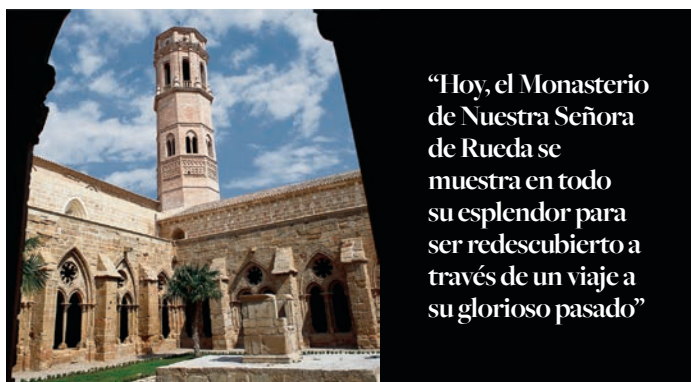 “Hoy, el Monasterio
de Nuestra Señora
de Rueda se
muestra en todo
su esplendor para
ser redescubierto a
través de un viaje a
su glorioso pasado”